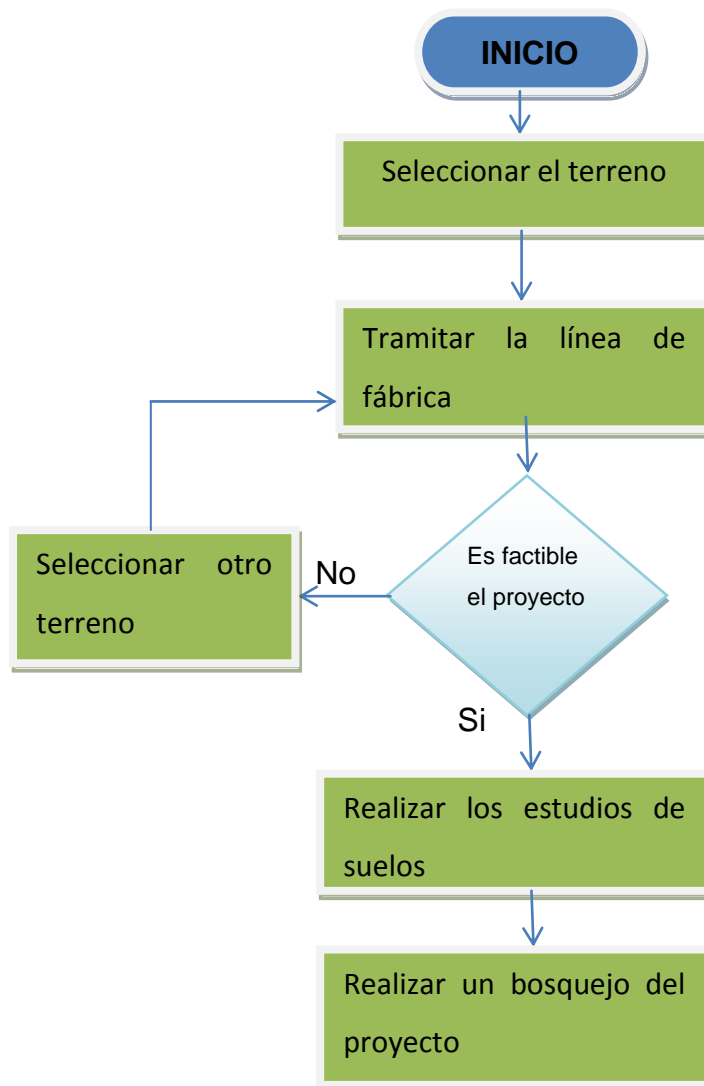 INICIO
Seleccionar el terreno
Tramitar la línea de
fábrica
Es factible
el proyecto
Seleccionar otro
terreno
No
Si
Realizar los estudios de
suelos
Realizar un bosquejo del
proyecto